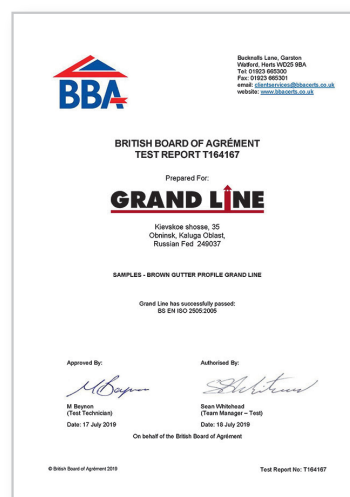 BBA
Bucknalls Lane, Garston
Watford, Herts WD25 9BA
Tel: 01923 665300
Fax: 01923 665301
email: clientservices@bbacerts.co.uk
website: www.bbacerts.co.uk
BRITISH BOARD OF AGRÉMENT
TEST REPORT T164167
Prepared For:
GRAND LINE
Kievskoe shosse, 35
Obninsk, Kaluga Oblast,
Russian Fed 249037
SAMPLES - BROWN GUTTER PROFILE GRAND LINE
Grand Line has successfully passed:
BS EN ISO 2505:2005
Approved By:
Authorised By:
M Beynon
S Whitehead
M Beynon
(Test Technician)
Sean Whitehead
(Team Manager – Test)
Date: 17 July 2019
Date: 18 July 2019
On behalf of the British Board of Agrément
© British Board of Agrément 2019
Test Report No: T164167